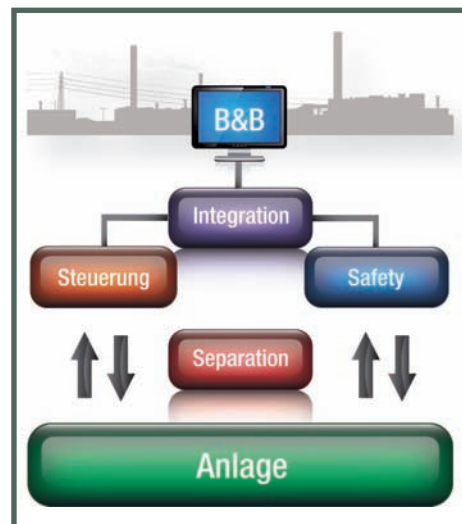 B&B
Integration
Steuerung
Safety
Separation
Anlage